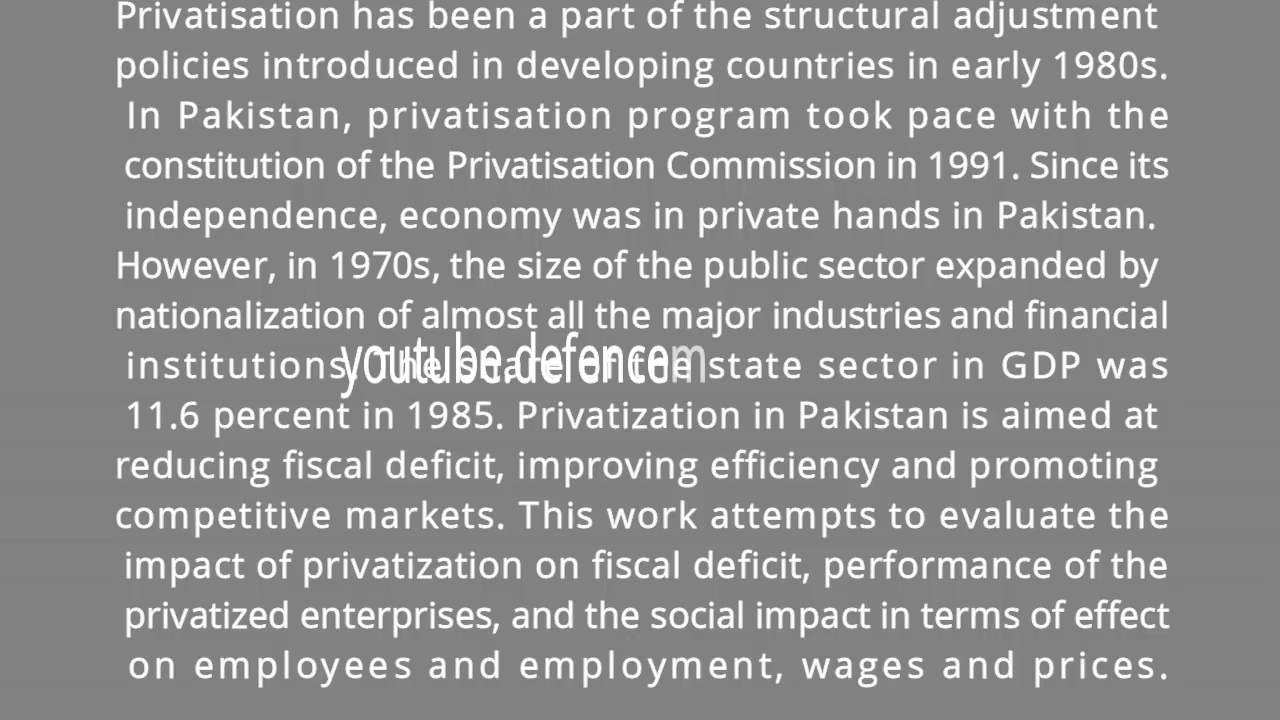 Privatisation has been a part of the structural adjustment
policies introduced in developing countries in early 1980s.
In Pakistan, privatisation program took pace with the
constitution of the Privatisation Commission in 1991. Since its
independence, economy was in private hands in Pakistan.
However, in 1970s, the size of the public sector expanded by
nationalization of almost all the major industries and financial
institutions. The share of the state sector in GDP was
youtube.defencem
11.6 percent in 1985. Privatization in Pakistan is aimed at
reducing fiscal deficit, improving efficiency and promoting
competitive markets. This work attempts to evaluate the
impact of privatization on fiscal deficit, performance of the
privatized enterprises, and the social impact in terms of effect
on employees and employment, wages and prices.